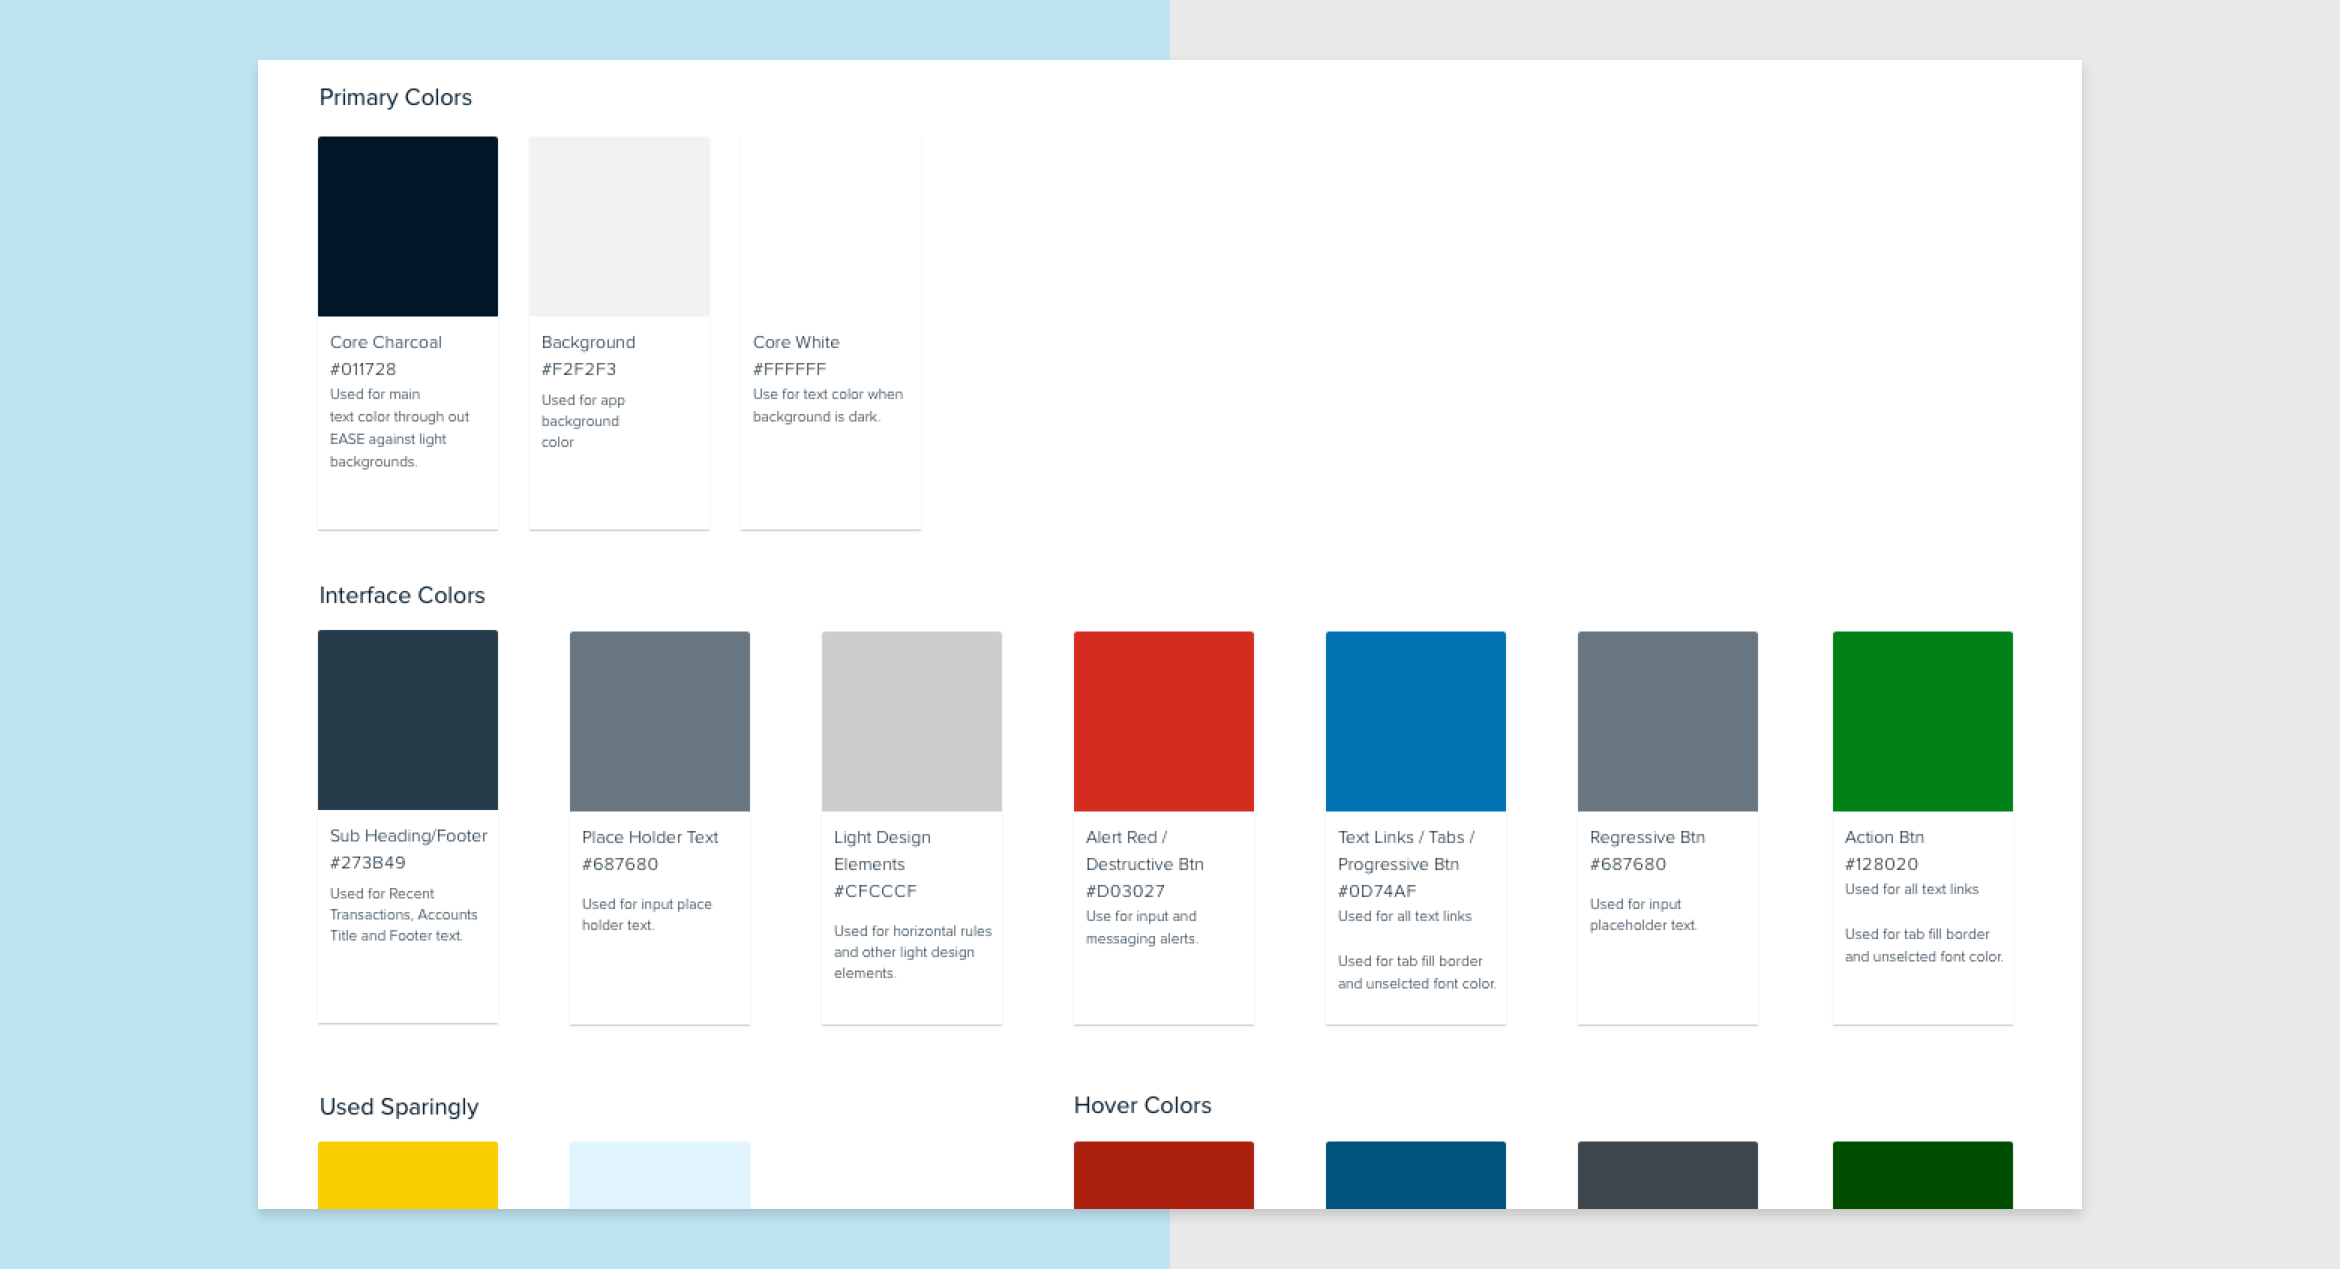 Primary Colors
Core Charcoal
#011728
Used for main
text color through out
EASE against light
backgrounds.
Background
#F2F2F3
Used for app
background
color
Core White
#FFFFFF
Use for text color when
background is dark.
Interface Colors
Sub Heading/Footer
#273B49
Used for Recent
Transactions, Accounts
Title and Footer text.
Place Holder Text
#687680
Used for input place
holder text.
Light Design
Elements
#CFCCCF
Used for horizontal rules
and other light design
elements.
Alert Red /
Destructive Btn
#D03027
Use for input and
messaging alerts.
Text Links / Tabs /
Progressive Btn
#0D74AF
Used for all text links
Used for tab fill border
and unselcted font color.
Regressive Btn
#687680
Used for input
placeholder text.
Action Btn
#128020
Used for all text links
Used for tab fill border
and unselcted font color.
Used Sparingly
Hover Colors